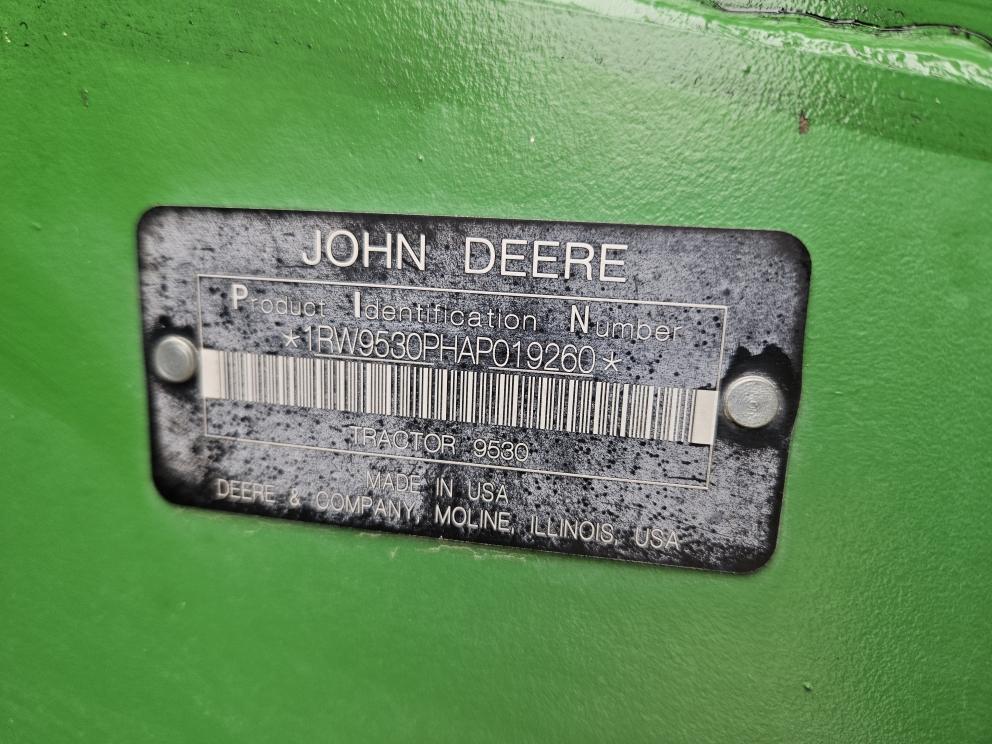 JOHN DEERE
Product Identification Number
*1RW9530PHAP019260*
TRACTOR 9530
MADE IN USA
DEERE & COMPANY, MOLINE, ILLINOIS, USA